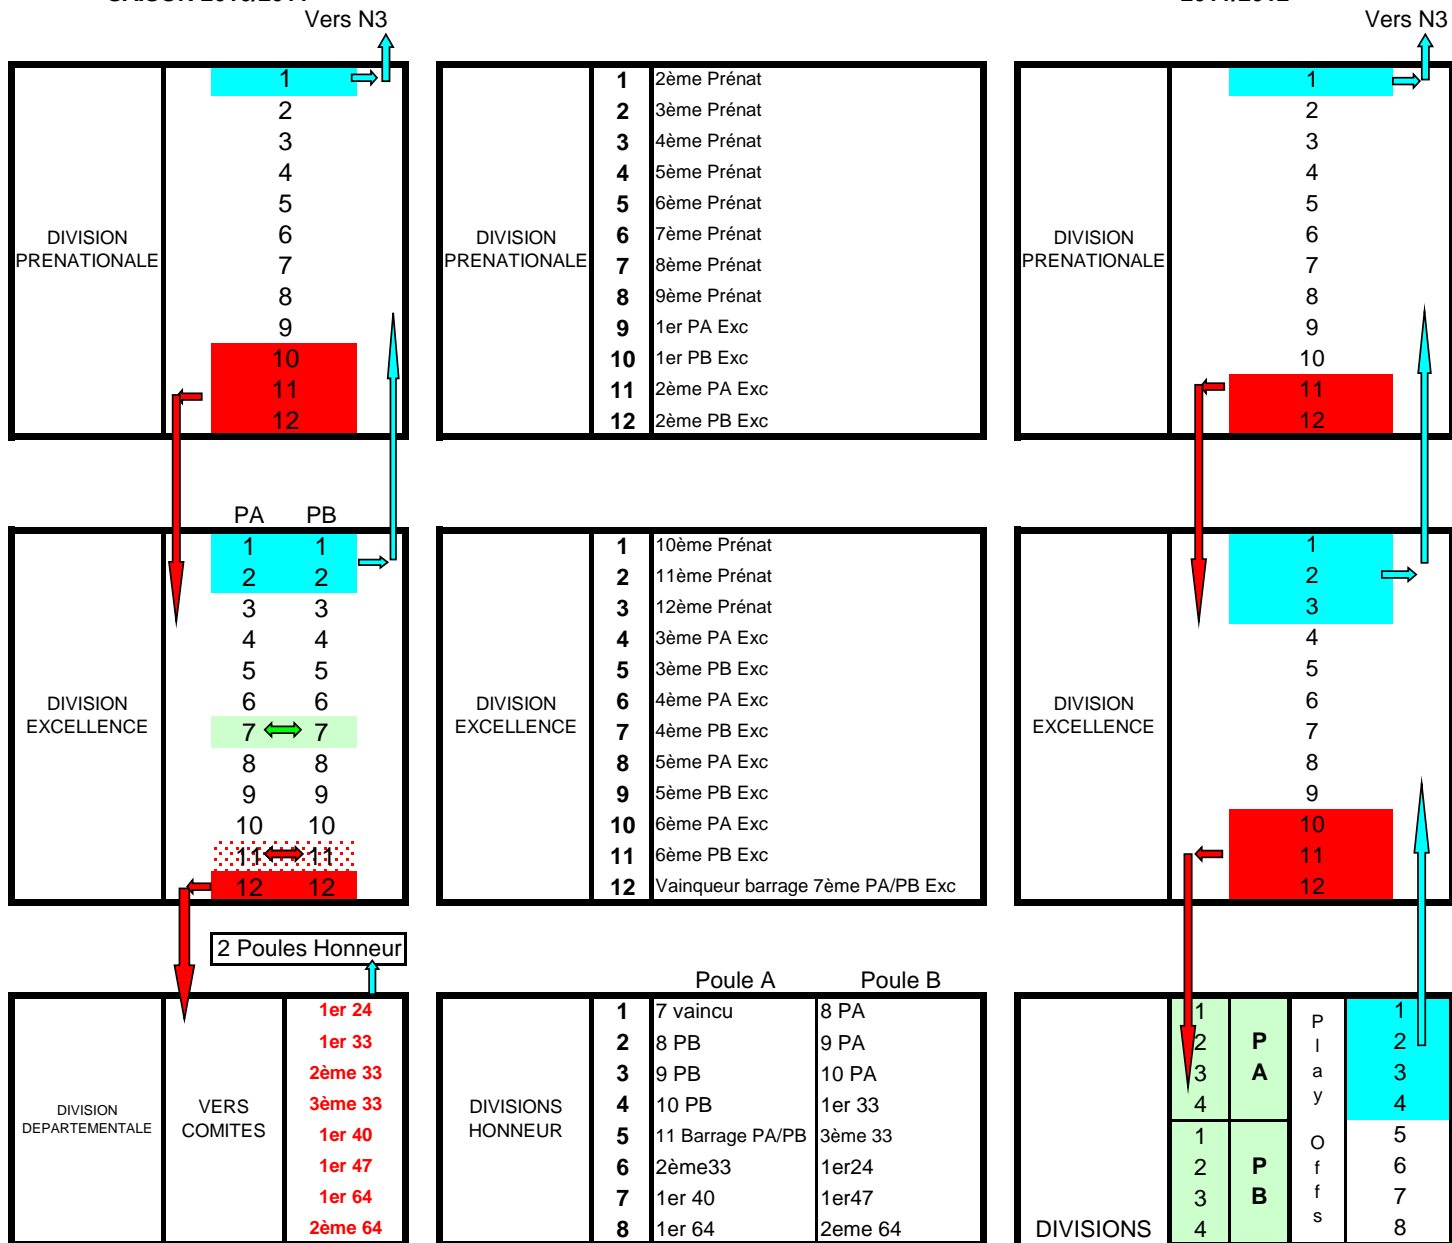 Vers N3
Vers N3
DIVISION
PRENATIONALE
1
2
3
4
5
6
7
8
9
10
11
12
DIVISION
PRENATIONALE
1 2ème Prénat
2 3ème Prénat
3 4ème Prénat
4 5ème Prénat
5 6ème Prénat
6 7ème Prénat
7 8ème Prénat
8 9ème Prénat
9 1er PA Exc
10 1er PB Exc
11 2ème PA Exc
12 2ème PB Exc
DIVISION
PRENATIONALE
1
2
3
4
5
6
7
8
9
10
11
12
PA PB
DIVISION
EXCELLENCE
1 1
2 2
3 3
4 4
5 5
6 6
7 7
8 8
9 9
10 10
11 11
12 12
DIVISION
EXCELLENCE
1 10ème Prénat
2 11ème Prénat
3 12ème Prénat
4 3ème PA Exc
5 3ème PB Exc
6 4ème PA Exc
7 4ème PB Exc
8 5ème PA Exc
9 5ème PB Exc
10 6ème PA Exc
11 6ème PB Exc
12 Vainqueur barrage 7ème PA/PB Exc
DIVISION
EXCELLENCE
1
2
3
4
5
6
7
8
9
10
11
12
2 Poules Honneur
DIVISION
DEPARTEMENTALE
VERS
COMITES
1er 24
1er 33
2ème 33
3ème 33
1er 40
1er 47
1er 64
2ème 64
Poule A Poule B
DIVISIONS
HONNEUR
1 7 vaincu 8 PA
2 8 PB 9 PA
3 9 PB 10 PA
4 10 PB 1er 33
5 11 Barrage PA/PB 3ème 33
6 2ème33 1er24
7 1er 40 1er47
8 1er 64 2eme 64
DIVISIONS
1
2
3
4
PA
1
2
3
4
PB
Play Offs
1
2
3
4
5
6
7
8